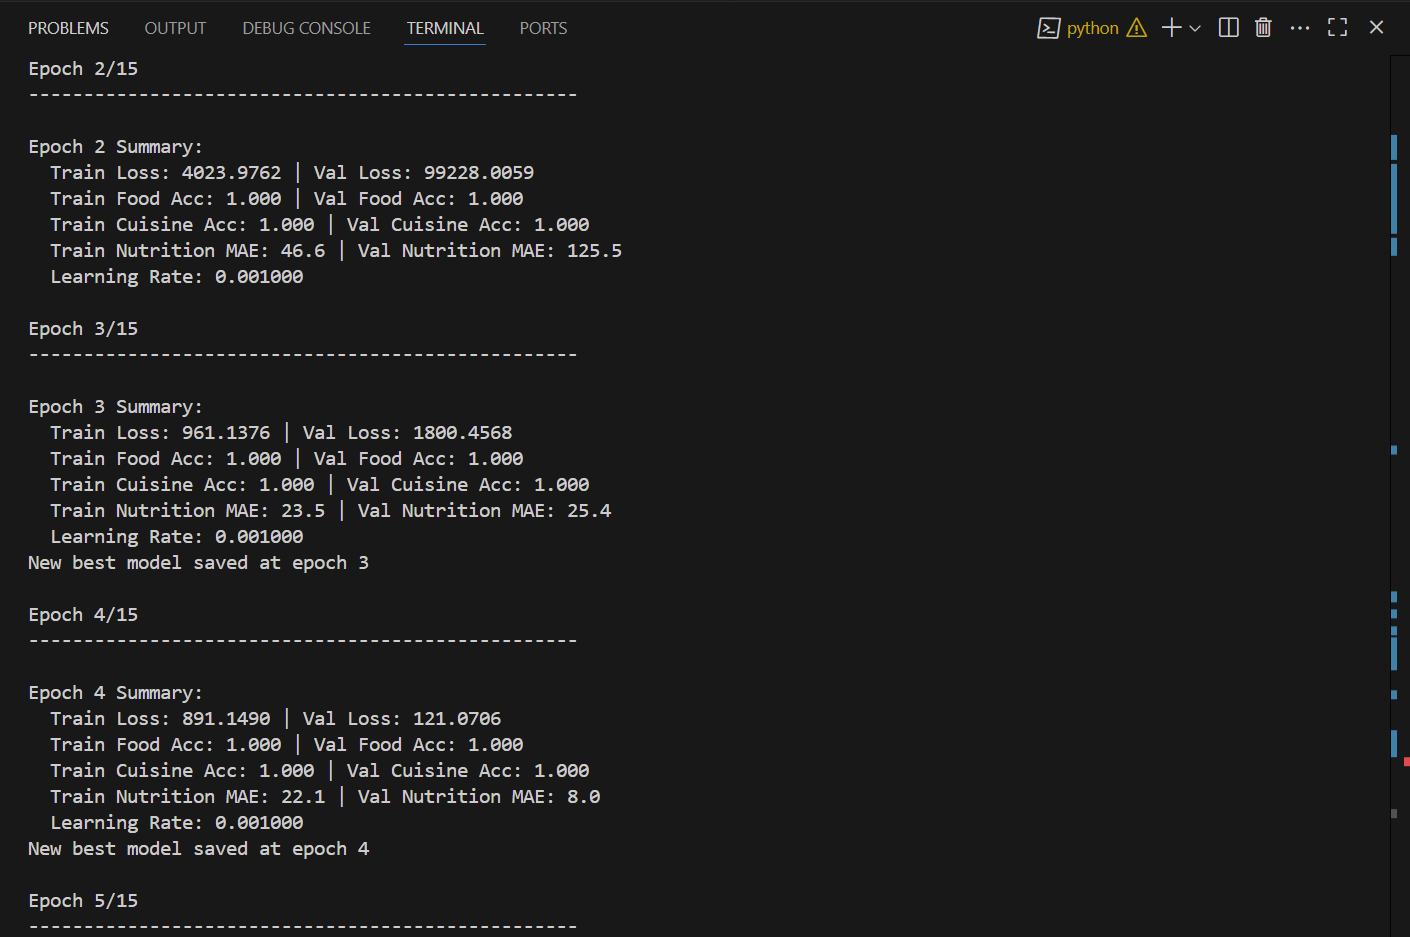 PROBLEMS OUTPUT DEBUG CONSOLE TERMINAL PORTS python
Epoch 2/15
--------------------------------------------------
Epoch 2 Summary:
Train Loss: 4023.9762 | Val Loss: 99228.0059
Train Food Acc: 1.000 | Val Food Acc: 1.000
Train Cuisine Acc: 1.000 | Val Cuisine Acc: 1.000
Train Nutrition MAE: 46.6 | Val Nutrition MAE: 125.5
Learning Rate: 0.001000
Epoch 3/15
--------------------------------------------------
Epoch 3 Summary:
Train Loss: 961.1376 | Val Loss: 1800.4568
Train Food Acc: 1.000 | Val Food Acc: 1.000
Train Cuisine Acc: 1.000 | Val Cuisine Acc: 1.000
Train Nutrition MAE: 23.5 | Val Nutrition MAE: 25.4
Learning Rate: 0.001000
New best model saved at epoch 3
Epoch 4/15
--------------------------------------------------
Epoch 4 Summary:
Train Loss: 891.1490 | Val Loss: 121.0706
Train Food Acc: 1.000 | Val Food Acc: 1.000
Train Cuisine Acc: 1.000 | Val Cuisine Acc: 1.000
Train Nutrition MAE: 22.1 | Val Nutrition MAE: 8.0
Learning Rate: 0.001000
New best model saved at epoch 4
Epoch 5/15
--------------------------------------------------